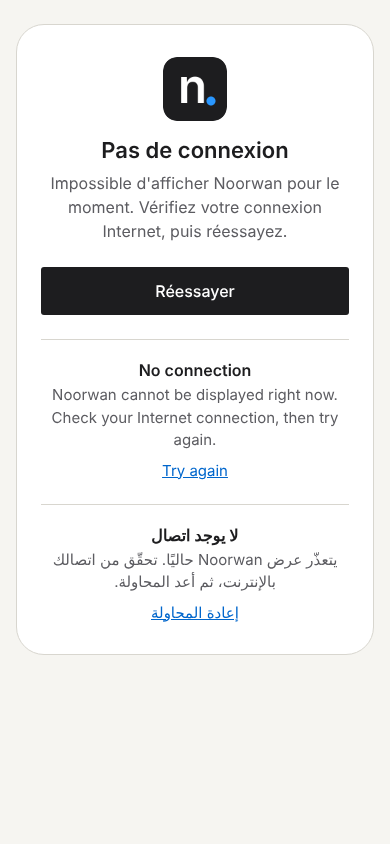 n.
Pas de connexion
Impossible d'afficher Noorwan pour le
moment. Vérifiez votre connexion
Internet, puis réessayez.
Réessayer
No connection
Noorwan cannot be displayed right now.
Check your Internet connection, then try
again.
Try again
لا يوجد اتصال
يتعذّر عرض Noorwan حاليًا. تحقّق من اتصالك
بالإنترنت، ثم أعد المحاولة.
إعادة المحاولة